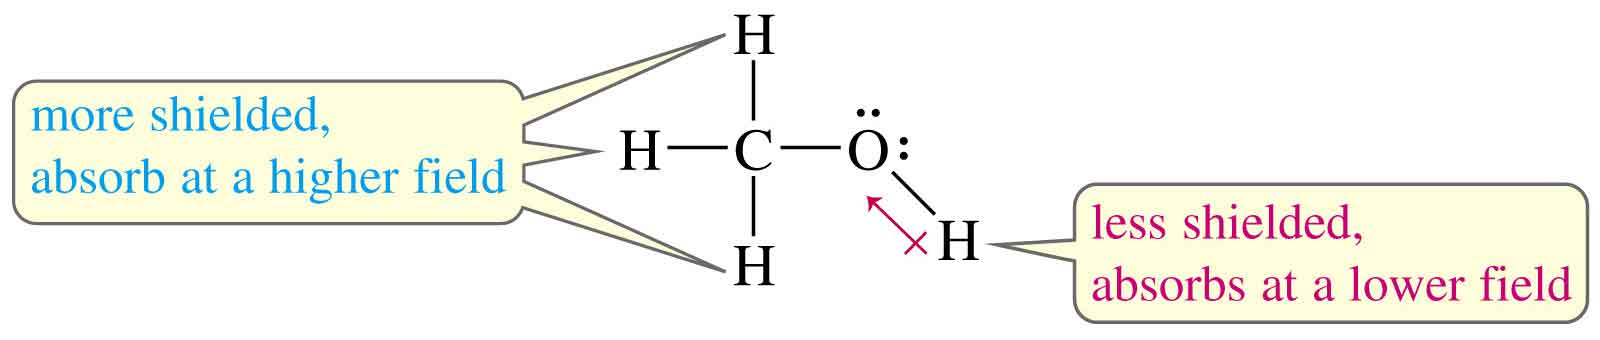 H
more shielded,
absorb at a higher field
H—C—Ö:
H
H
less shielded,
absorbs at a lower field